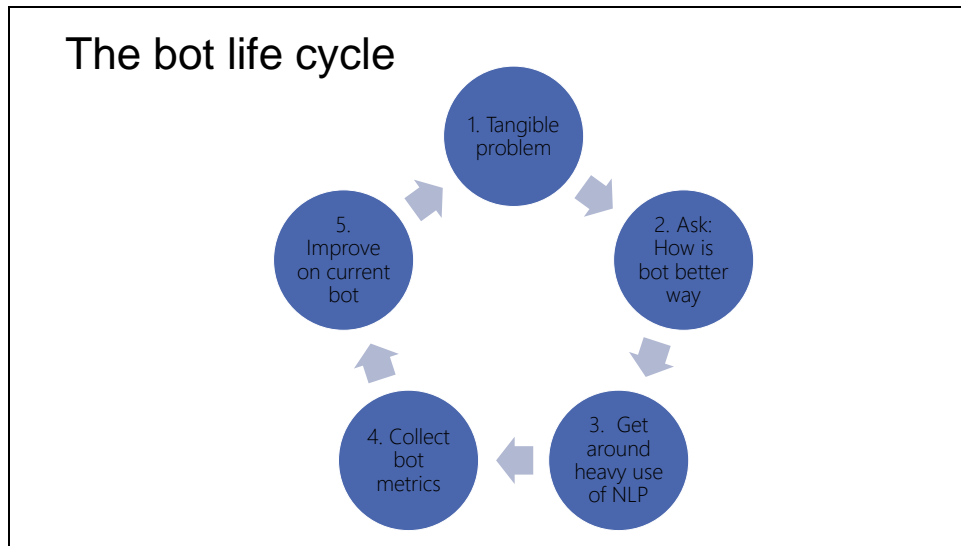 The bot life cycle
1. Tangible
problem
2. Ask:
How is
bot better
way
3. Get
around
heavy use
of NLP
4. Collect
bot
metrics
5.
Improve
on current
bot